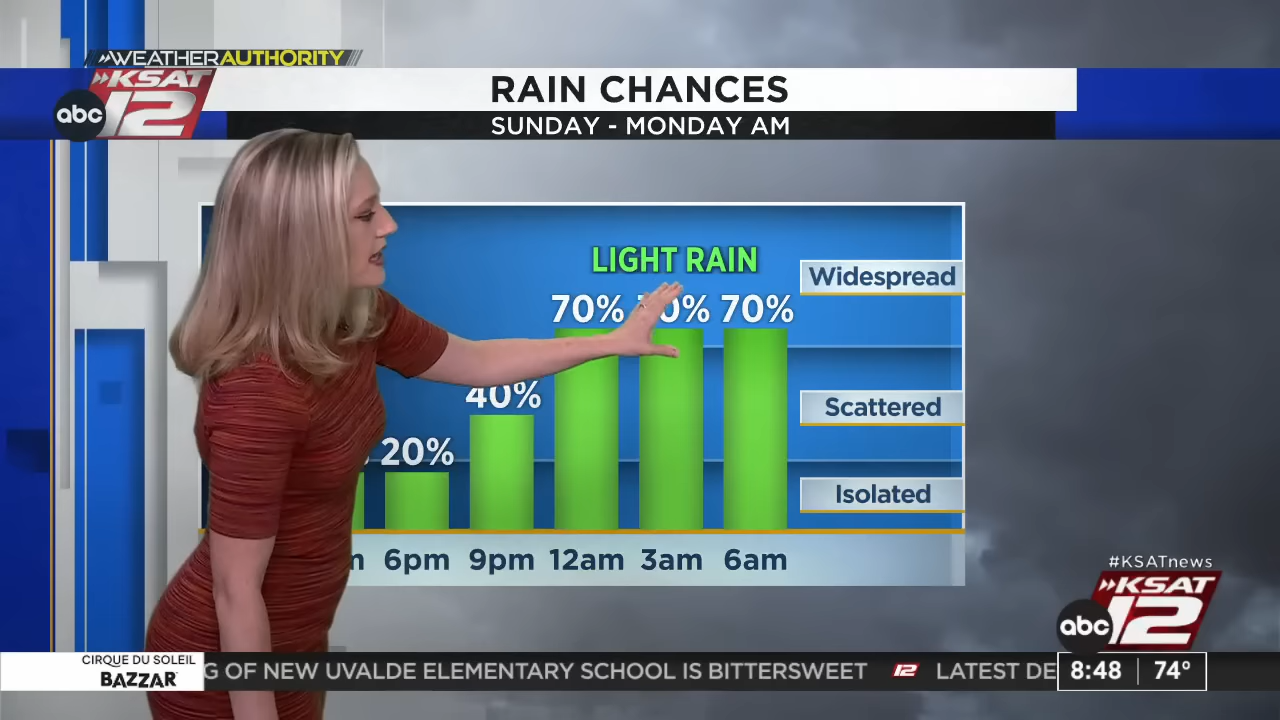 WEATHERAUTHORITY
KSAT
abc 12
RAIN CHANCES
SUNDAY - MONDAY AM
LIGHT RAIN
Widespread
70% 70%
Scattered
40%
20%
Isolated
6pm 9pm 12am 3am 6am
#KSATnews
KSAT
abc 12
CIRQUE DU SOLEIL
BAZZAR
OF NEW UVALDE ELEMENTARY SCHOOL IS BITTERSWEET 12 LATEST
8:48 74°